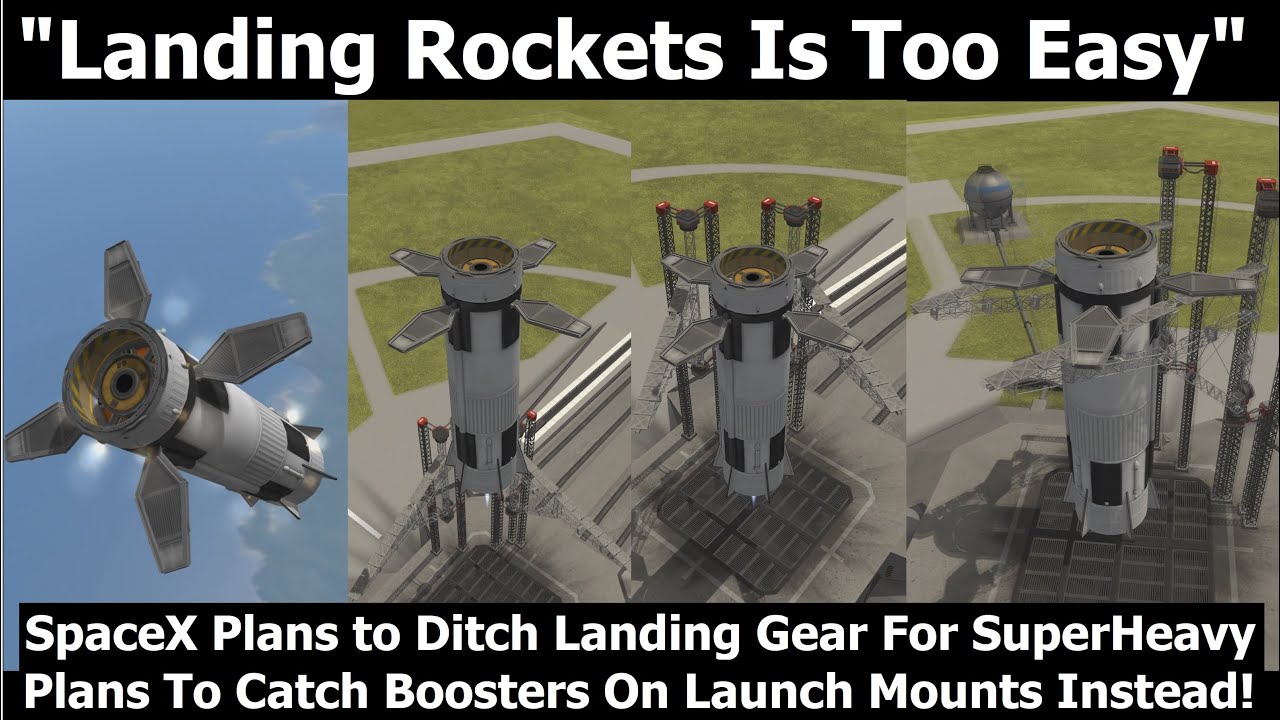 "Landing Rockets Is Too Easy"
SpaceX Plans to Ditch Landing Gear For SuperHeavy
Plans To Catch Boosters On Launch Mounts Instead!